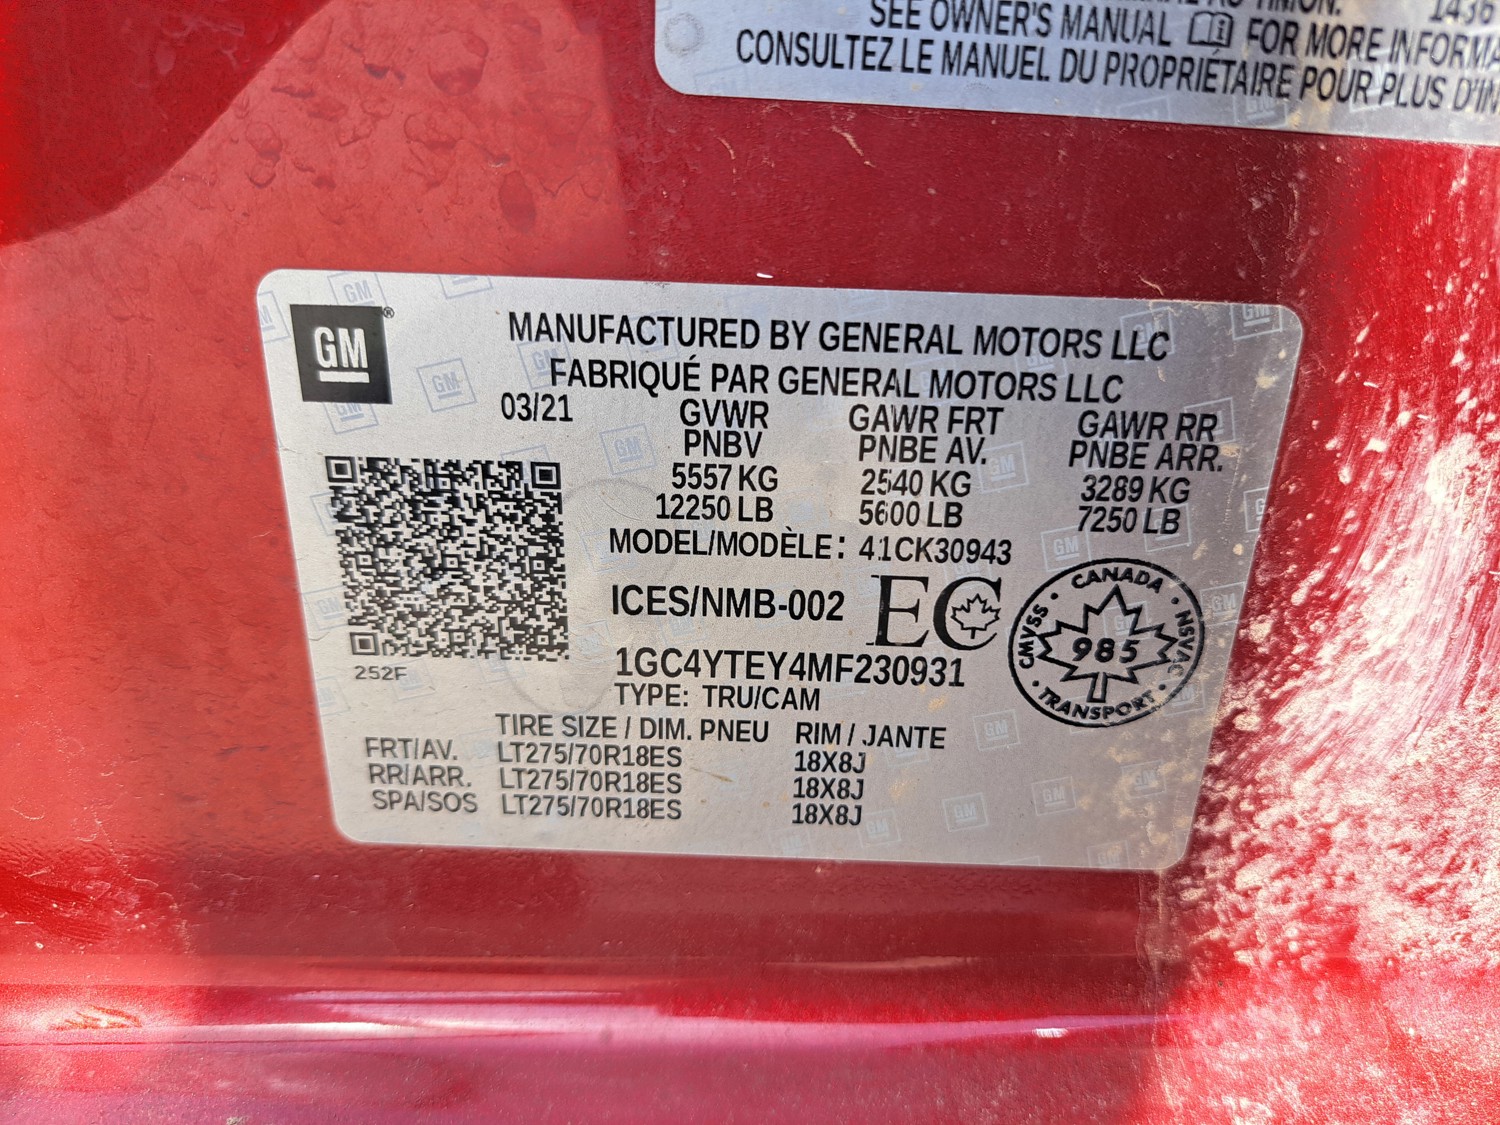 1436
SEE OWNER'S MANUAL FOR MORE INFORMA
CONSULTEZ LE MANUEL DU PROPRIÉTAIRE POUR PLUS D'IN
GM®
MANUFACTURED BY GENERAL MOTORS LLC
FABRIQUÉ PAR GENERAL MOTORS LLC
03/21 GVWR GAWR FRT GAWR RR
PNBV PNBE AV. PNBE ARR.
5557 KG 2540 KG 3289 KG
12250 LB 5600 LB 7250 LB
MODEL/MODÈLE: 41CK30943
ICES/NMB-002 EC
252F
1GC4YTEY4MF230931
TYPE: TRU/CAM
CANADA · NSVAC · TRANSPORT · CMVSS ·
985
TIRE SIZE / DIM. PNEU RIM / JANTE
FRT/AV. LT275/70R18ES 18X8J
RR/ARR. LT275/70R18ES 18X8J
SPA/SOS LT275/70R18ES 18X8J